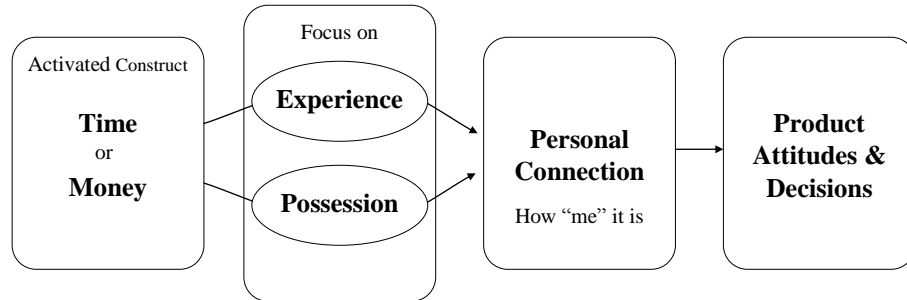 Activated Construct
Time
or
Money
Focus on
Experience
Possession
Personal
Connection
How “me” it is
Product
Attitudes &
Decisions